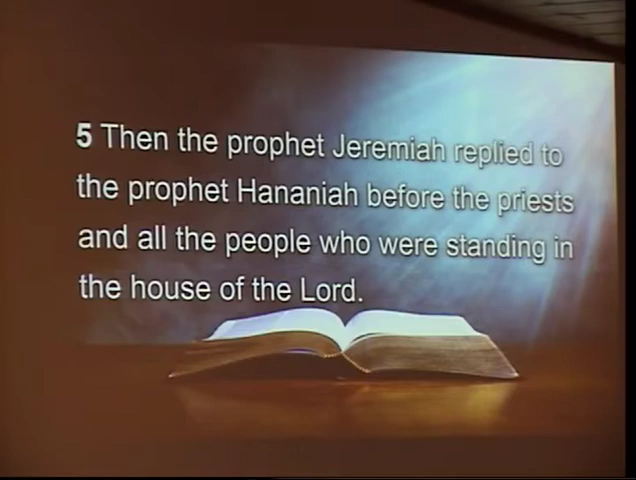 5 Then the prophet Jeremiah replied to
the prophet Hananiah before the priests
and all the people who were standing in
the house of the Lord.